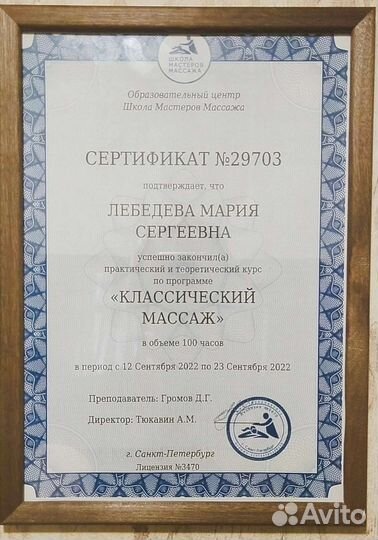 ШКОЛА
МАСТЕРОВ
МАССАЖА
Образовательный центр
Школа Мастеров Массажа
СЕРТИФИКАТ №29703
подтверждает, что
ЛЕБЕДЕВА МАРИЯ
СЕРГЕЕВНА
успешно закончил(а)
практический и теоретический курс
по программе
«КЛАССИЧЕСКИЙ
МАССАЖ»
в объеме 100 часов
в период с 12 Сентября 2022 по 23 Сентября 2022
Преподаватель: Громов Д.Г.
Директор: Тюкавин А.М.
г. Санкт-Петербург
Лицензия №3470
Avito